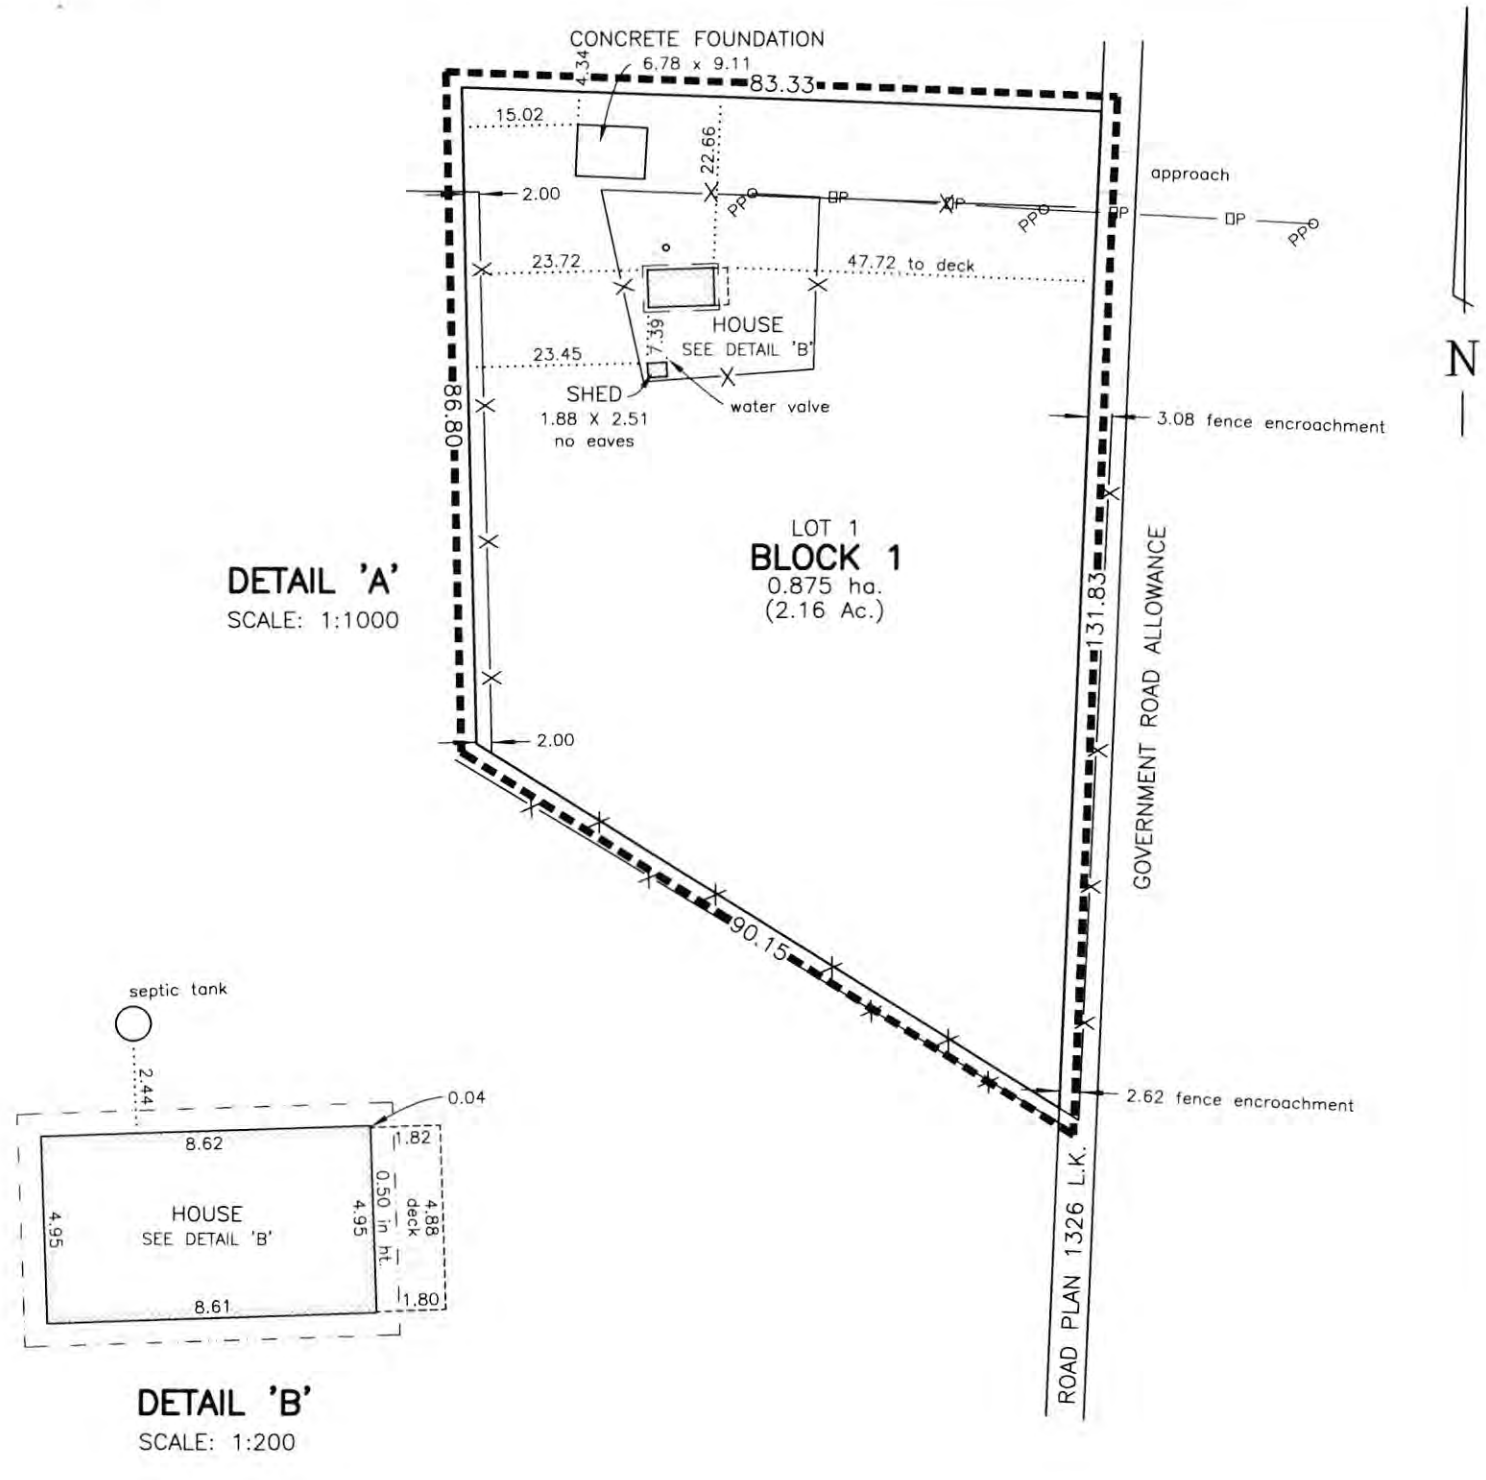 CONCRETE FOUNDATION
6.78 x 9.11
4.34
83.33
15.02
22.66
2.00
approach
PP
OP
OP
PP
OP
OP
PP
23.72
47.72 to deck
HOUSE
SEE DETAIL 'B'
7.39
23.45
SHED
1.88 X 2.51
no eaves
water valve
86.80
N
3.08 fence encroachment
LOT 1
BLOCK 1
0.875 ha.
(2.16 Ac.)
DETAIL 'A'
SCALE: 1:1000
131.83
GOVERNMENT ROAD ALLOWANCE
2.00
90.15
2.62 fence encroachment
ROAD PLAN 1326 L.K.
septic tank
2.44
0.04
8.62
1.82
HOUSE
SEE DETAIL 'B'
4.95
4.95
0.50 in ht.
deck
4.88
8.61
1.80
DETAIL 'B'
SCALE: 1:200